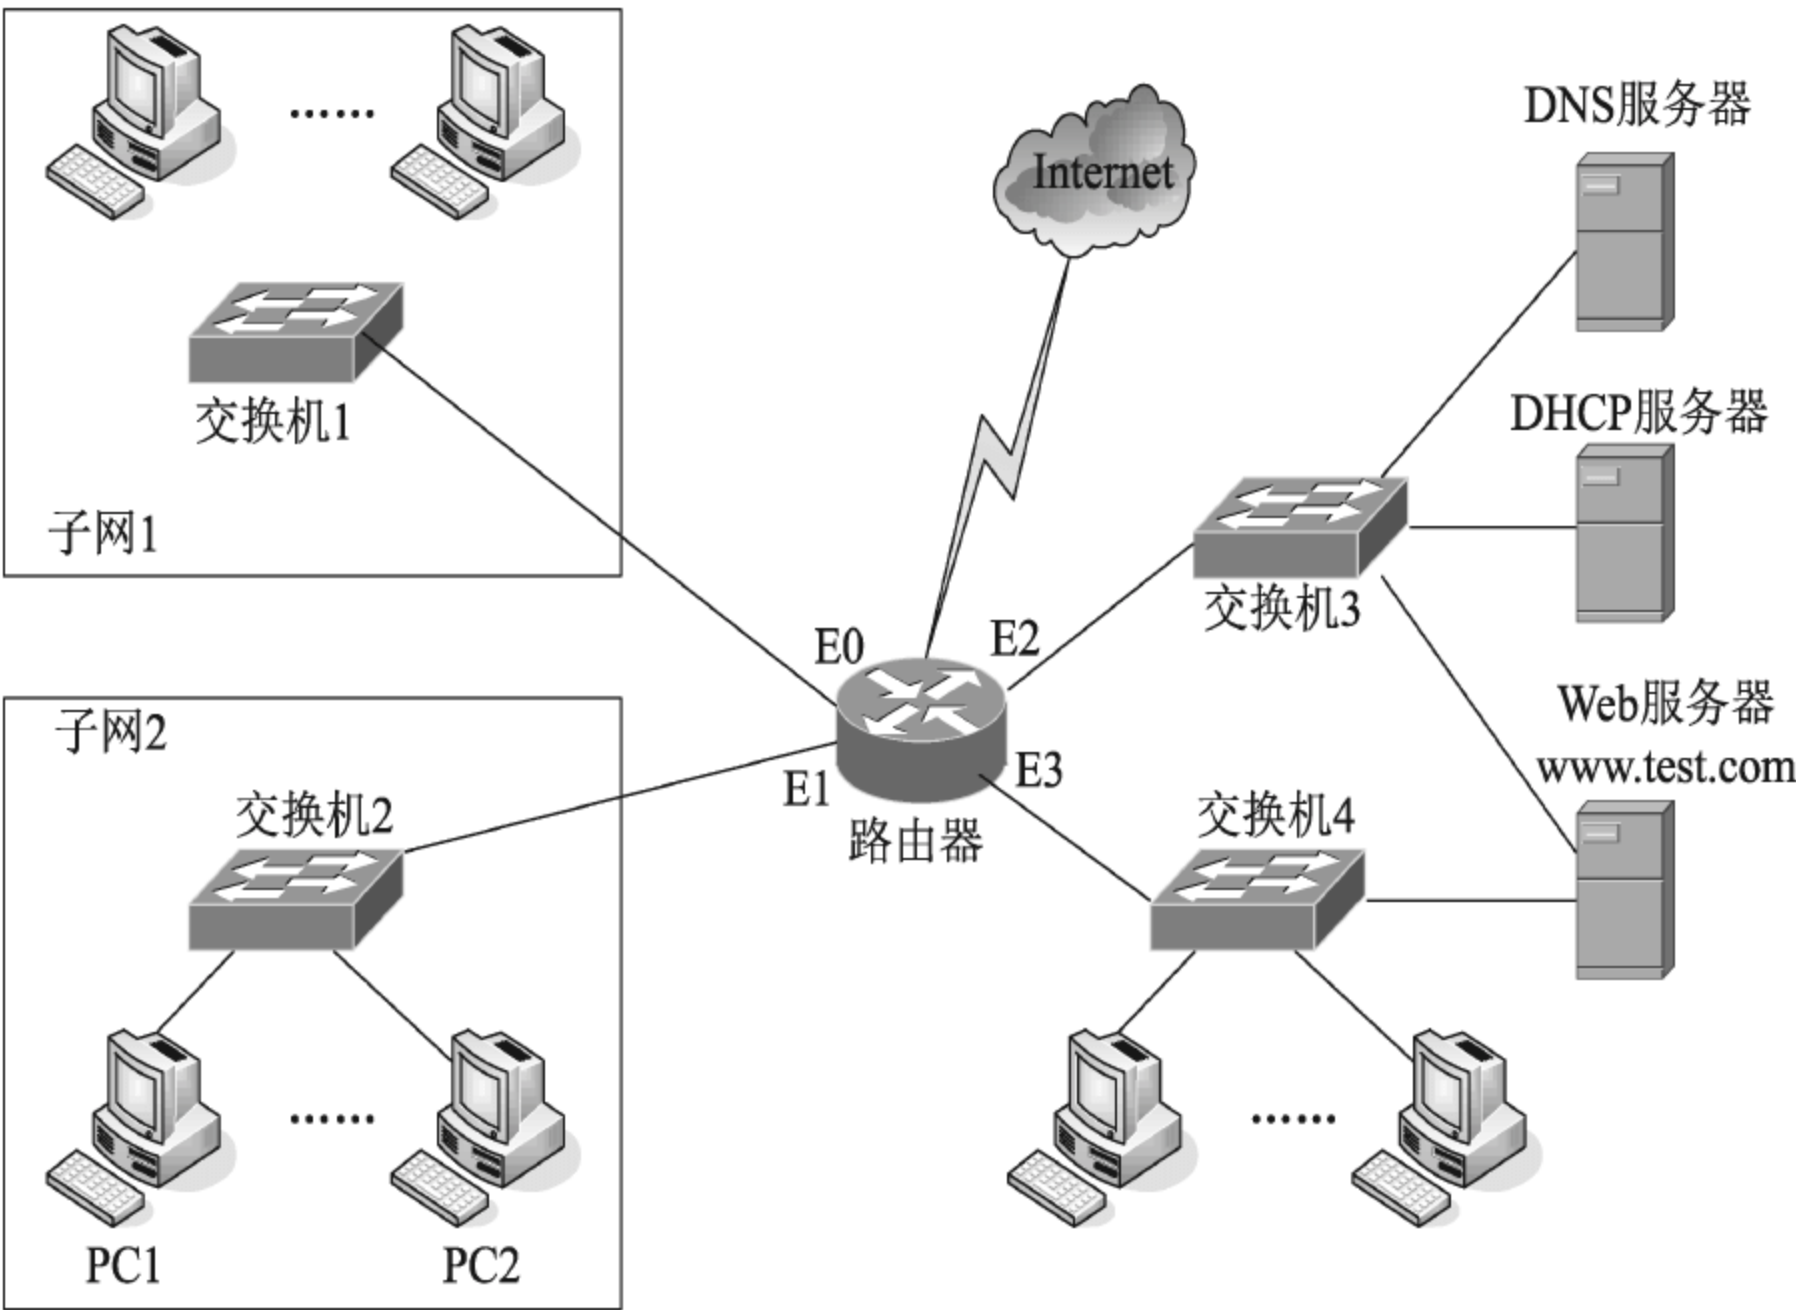 DNS服务器
Internet
DHCP服务器
交换机1
子网1
交换机3
E0
E2
Web服务器
www.test.com
子网2
E1
E3
交换机2
路由器
交换机4
PC1
PC2